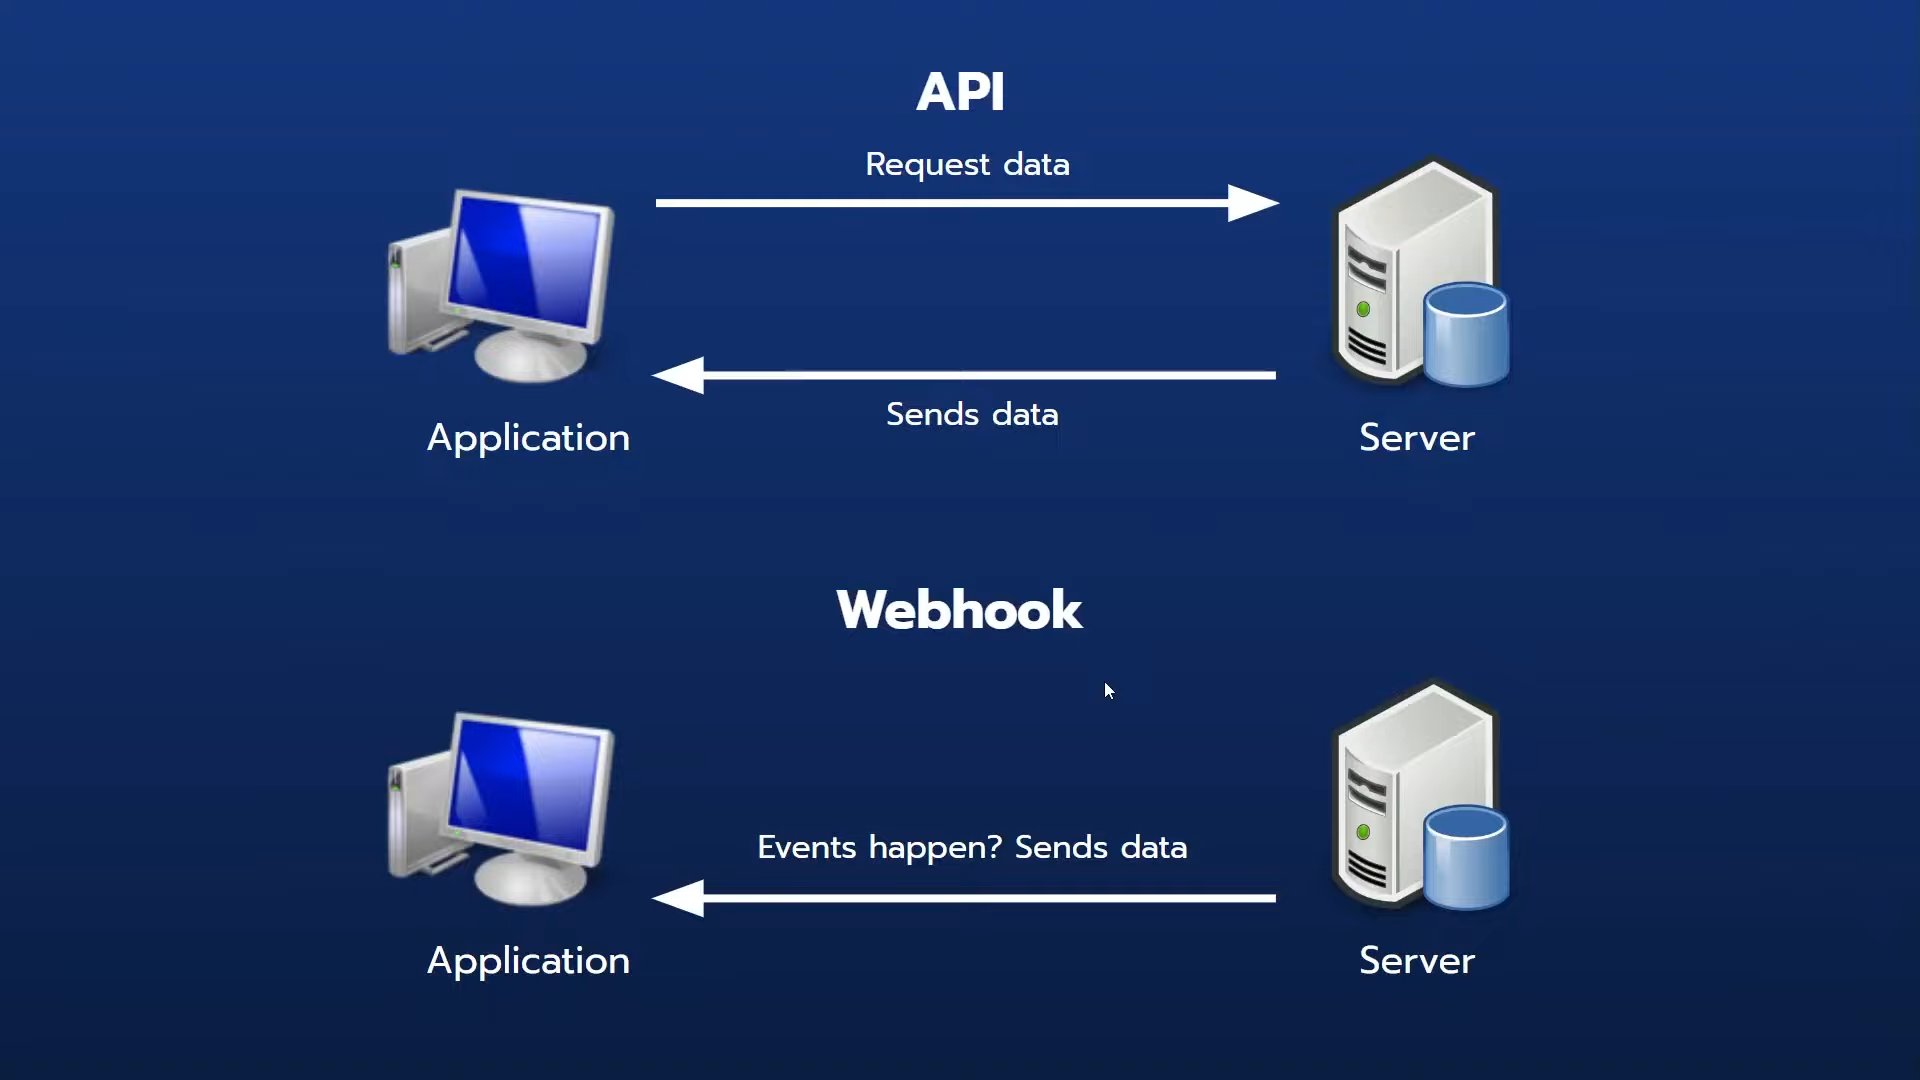 API
Request data
Sends data
Application
Server
Webhook
Events happen? Sends data
Application
Server